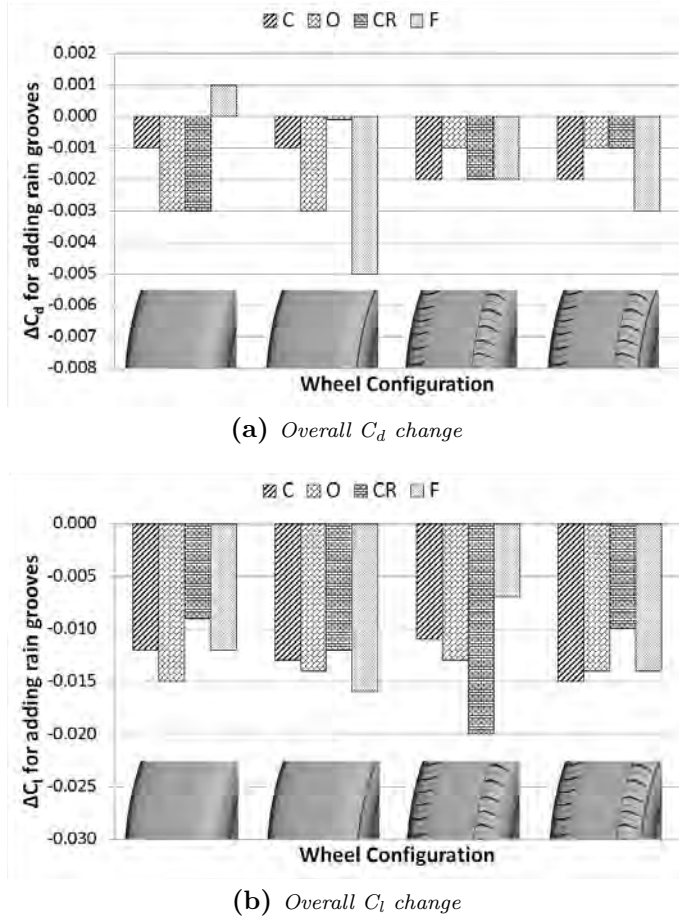 C O CR F
0.002
0.001
0.000
-0.001
-0.002
-0.003
-0.004
-0.005
-0.006
-0.007
-0.008
ΔCd for adding rain grooves
Wheel Configuration
(a) Overall Cd change
C O CR F
0.000
-0.005
-0.010
-0.015
-0.020
-0.025
-0.030
ΔCl for adding rain grooves
Wheel Configuration
(b) Overall Cl change